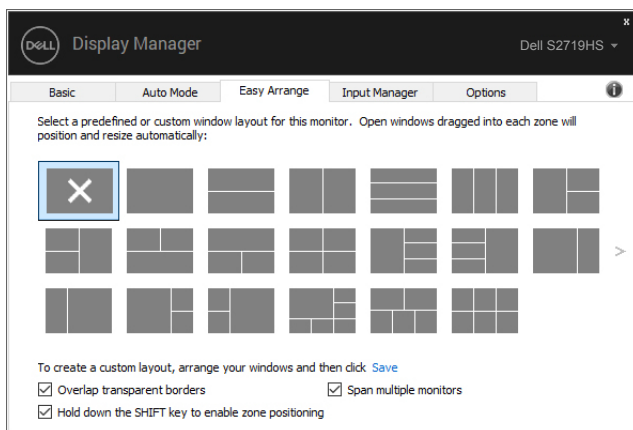 x
DELL Display Manager Dell S2719HS
Basic Auto Mode Easy Arrange Input Manager Options i
Select a predefined or custom window layout for this monitor. Open windows dragged into each zone will
position and resize automatically:
>
To create a custom layout, arrange your windows and then click Save
Overlap transparent borders Span multiple monitors
Hold down the SHIFT key to enable zone positioning